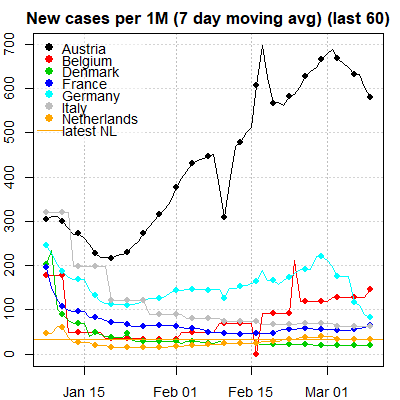 New cases per 1M (7 day moving avg) (last 60)
700
600
500
400
300
200
100
0
Austria
Belgium
Denmark
France
Germany
Italy
Netherlands
latest NL
Jan 15 Feb 01 Feb 15 Mar 01